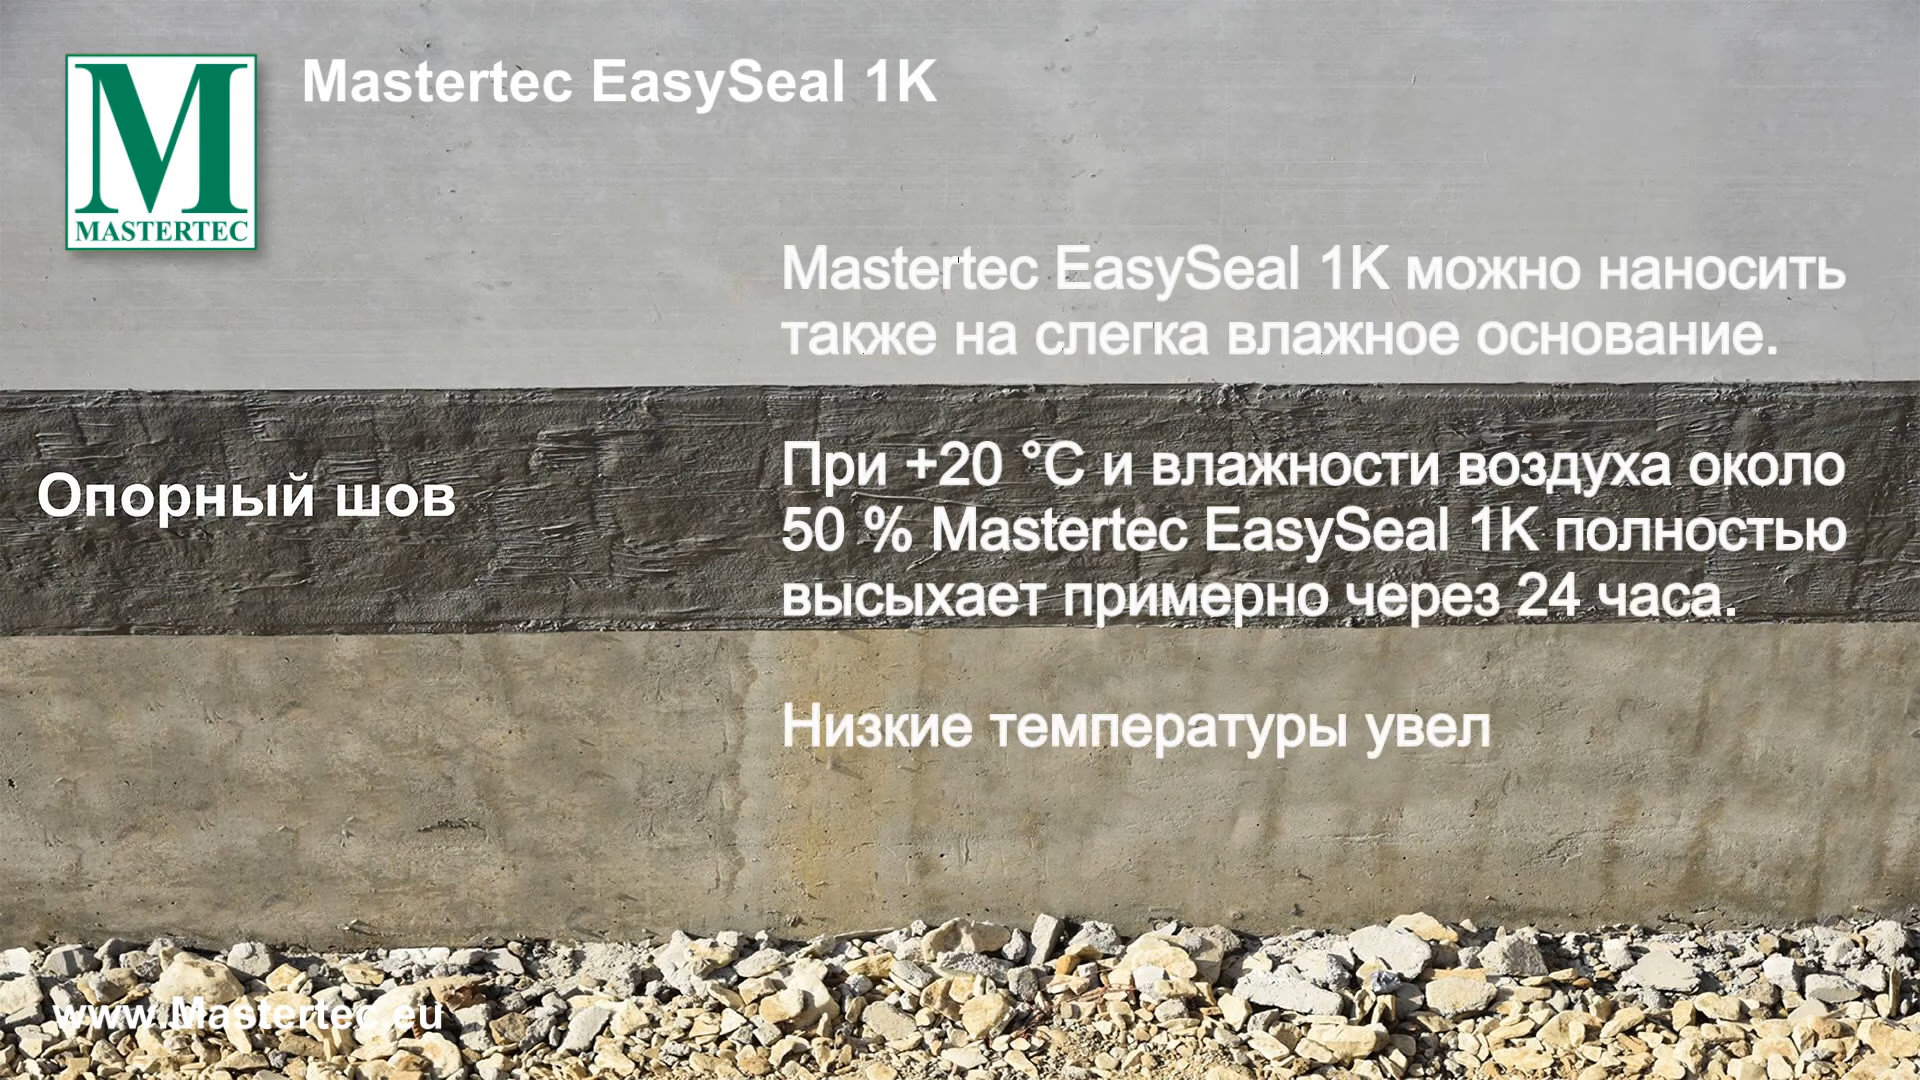 Mastertec EasySeal 1K
M
MASTERTEC
Mastertec EasySeal 1K можно наносить
также на слегка влажное основание.
Опорный шов
При +20 °C и влажности воздуха около
50 % Mastertec EasySeal 1K полностью
высыхает примерно через 24 часа.
Низкие температуры увел
www.Mastertec.eu